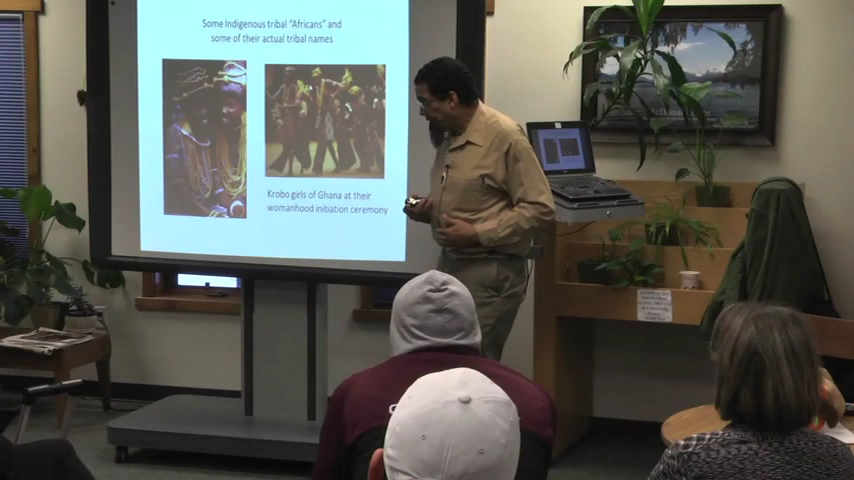 Some Indigenous tribal "Africans" and
some of their actual tribal names
Krobo girls of Ghana at their
womanhood initiation ceremony